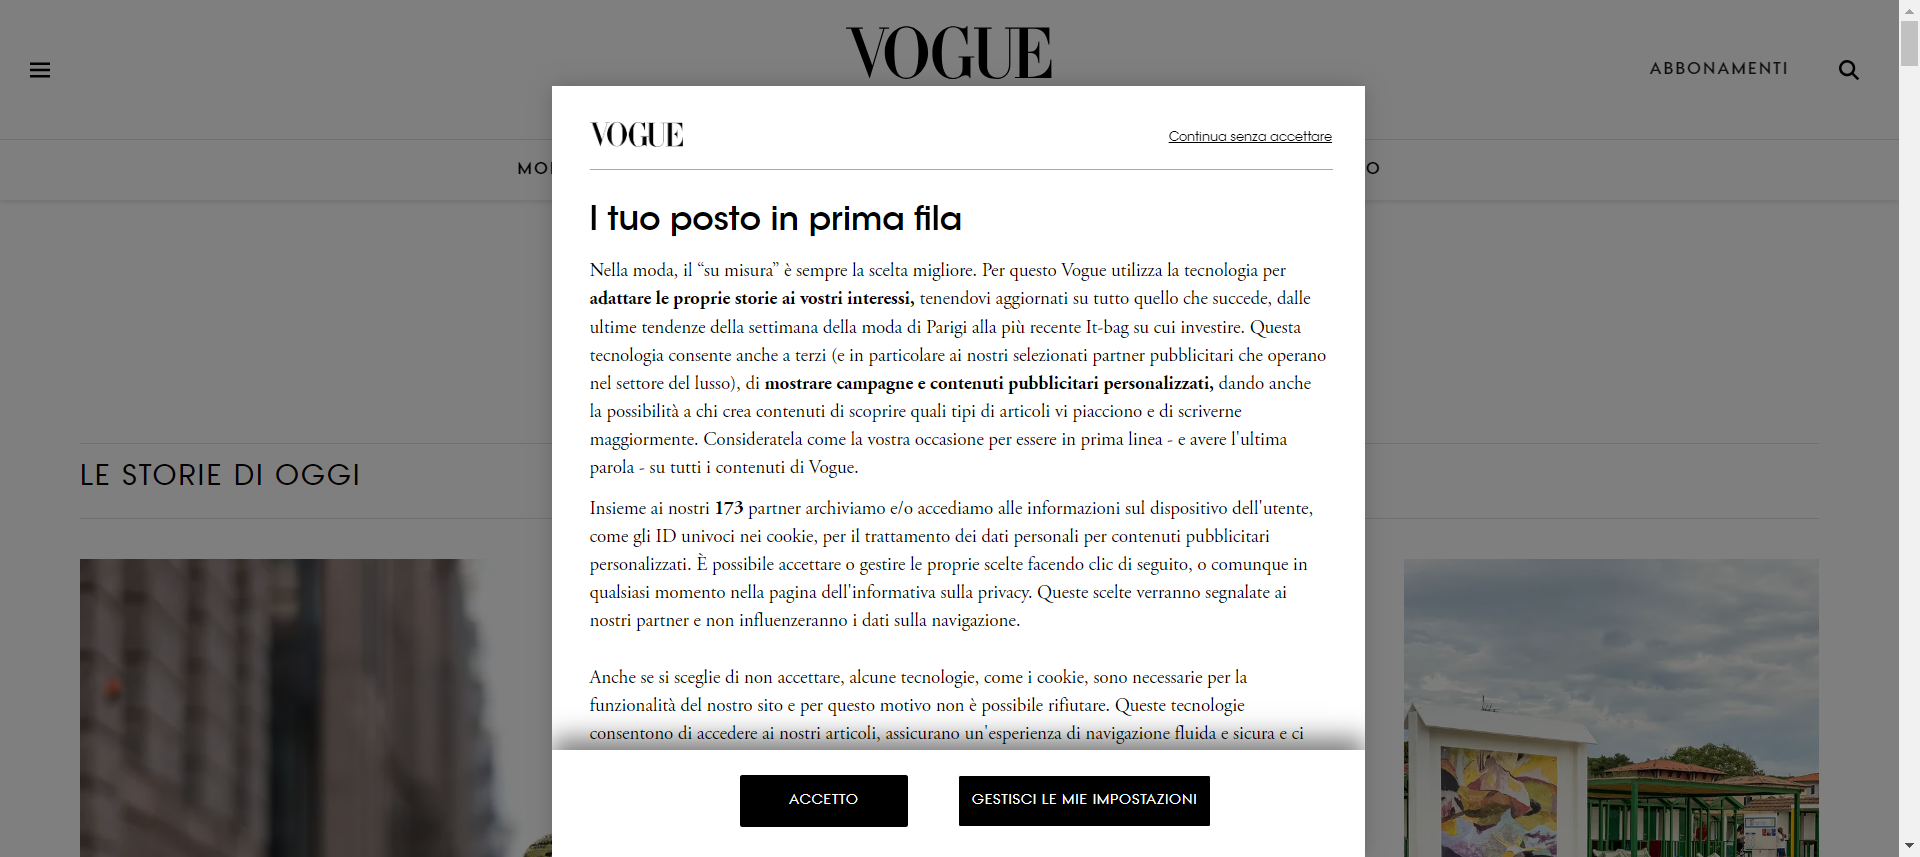 VOGUE
ABBONAMENTI
MO
O
VOGUE
Continua senza accettare
l tuo posto in prima fila
Nella moda, il “su misura” è sempre la scelta migliore. Per questo Vogue utilizza la tecnologia per
adattare le proprie storie ai vostri interessi, tenendovi aggiornati su tutto quello che succede, dalle
ultime tendenze della settimana della moda di Parigi alla più recente It-bag su cui investire. Questa
tecnologia consente anche a terzi (e in particolare ai nostri selezionati partner pubblicitari che operano
nel settore del lusso), di mostrare campagne e contenuti pubblicitari personalizzati, dando anche
la possibilità a chi crea contenuti di scoprire quali tipi di articoli vi piacciono e di scriverne
maggiormente. Consideratela come la vostra occasione per essere in prima linea - e avere l'ultima
parola - su tutti i contenuti di Vogue.
LE STORIE DI OGGI
Insieme ai nostri 173 partner archiviamo e/o accediamo alle informazioni sul dispositivo dell'utente,
come gli ID univoci nei cookie, per il trattamento dei dati personali per contenuti pubblicitari
personalizzati. È possibile accettare o gestire le proprie scelte facendo clic di seguito, o comunque in
qualsiasi momento nella pagina dell'informativa sulla privacy. Queste scelte verranno segnalate ai
nostri partner e non influenzeranno i dati sulla navigazione.
Anche se si sceglie di non accettare, alcune tecnologie, come i cookie, sono necessarie per la
funzionalità del nostro sito e per questo motivo non è possibile rifiutare. Queste tecnologie
consentono di accedere ai nostri articoli, assicurano un'esperienza di navigazione fluida e sicura e ci
ACCETTO
GESTISCI LE MIE IMPOSTAZIONI